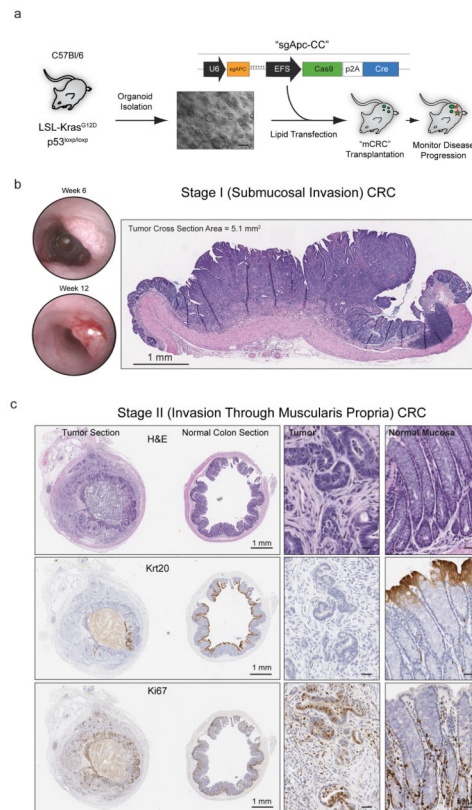 a
"sgApc-CC"
C57Bl/6
U6
sgAPC
EFS
Cas9
p2A
Cre
Organoid
Isolation
LSL-KrasG12D
p53loxp/loxp
Lipid Transfection
"mCRC"
Transplantation
Monitor Disease
Progression
b
Stage I (Submucosal Invasion) CRC
Week 6
Tumor Cross Section Area = 5.1 mm²
Week 12
1 mm
c
Stage II (Invasion Through Muscularis Propria) CRC
Tumor Section
Normal Colon Section
Tumor
Normal Mucosa
H&E
1 mm
Krt20
1 mm
Ki67
1 mm